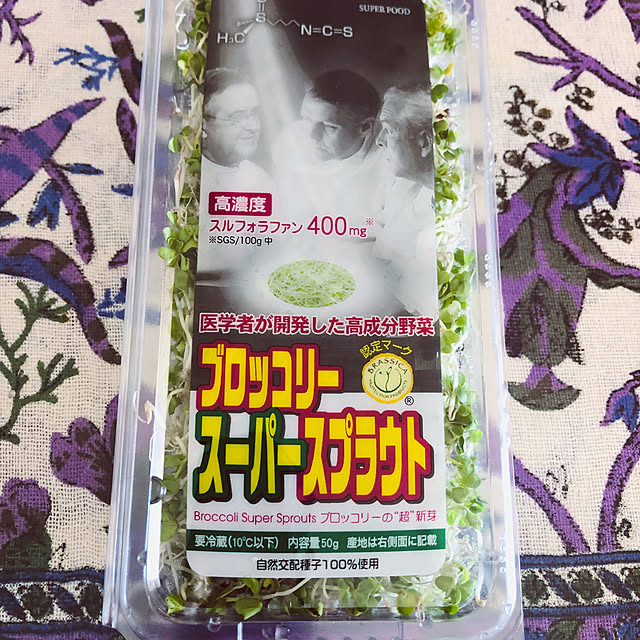 SUPER FOOD
S
H₃C
N=C=S
高濃度
スルフォラファン 400mg※
※SGS/100g 中
医学者が開発した高成分野菜
認定マーク
BRASSICA
ブロッコリー
®
スーパースプラウト
Broccoli Super Sprouts ブロッコリーの“超”新芽
要冷蔵(10℃以下) 内容量50g 産地は右側面に記載
自然交配種子100%使用